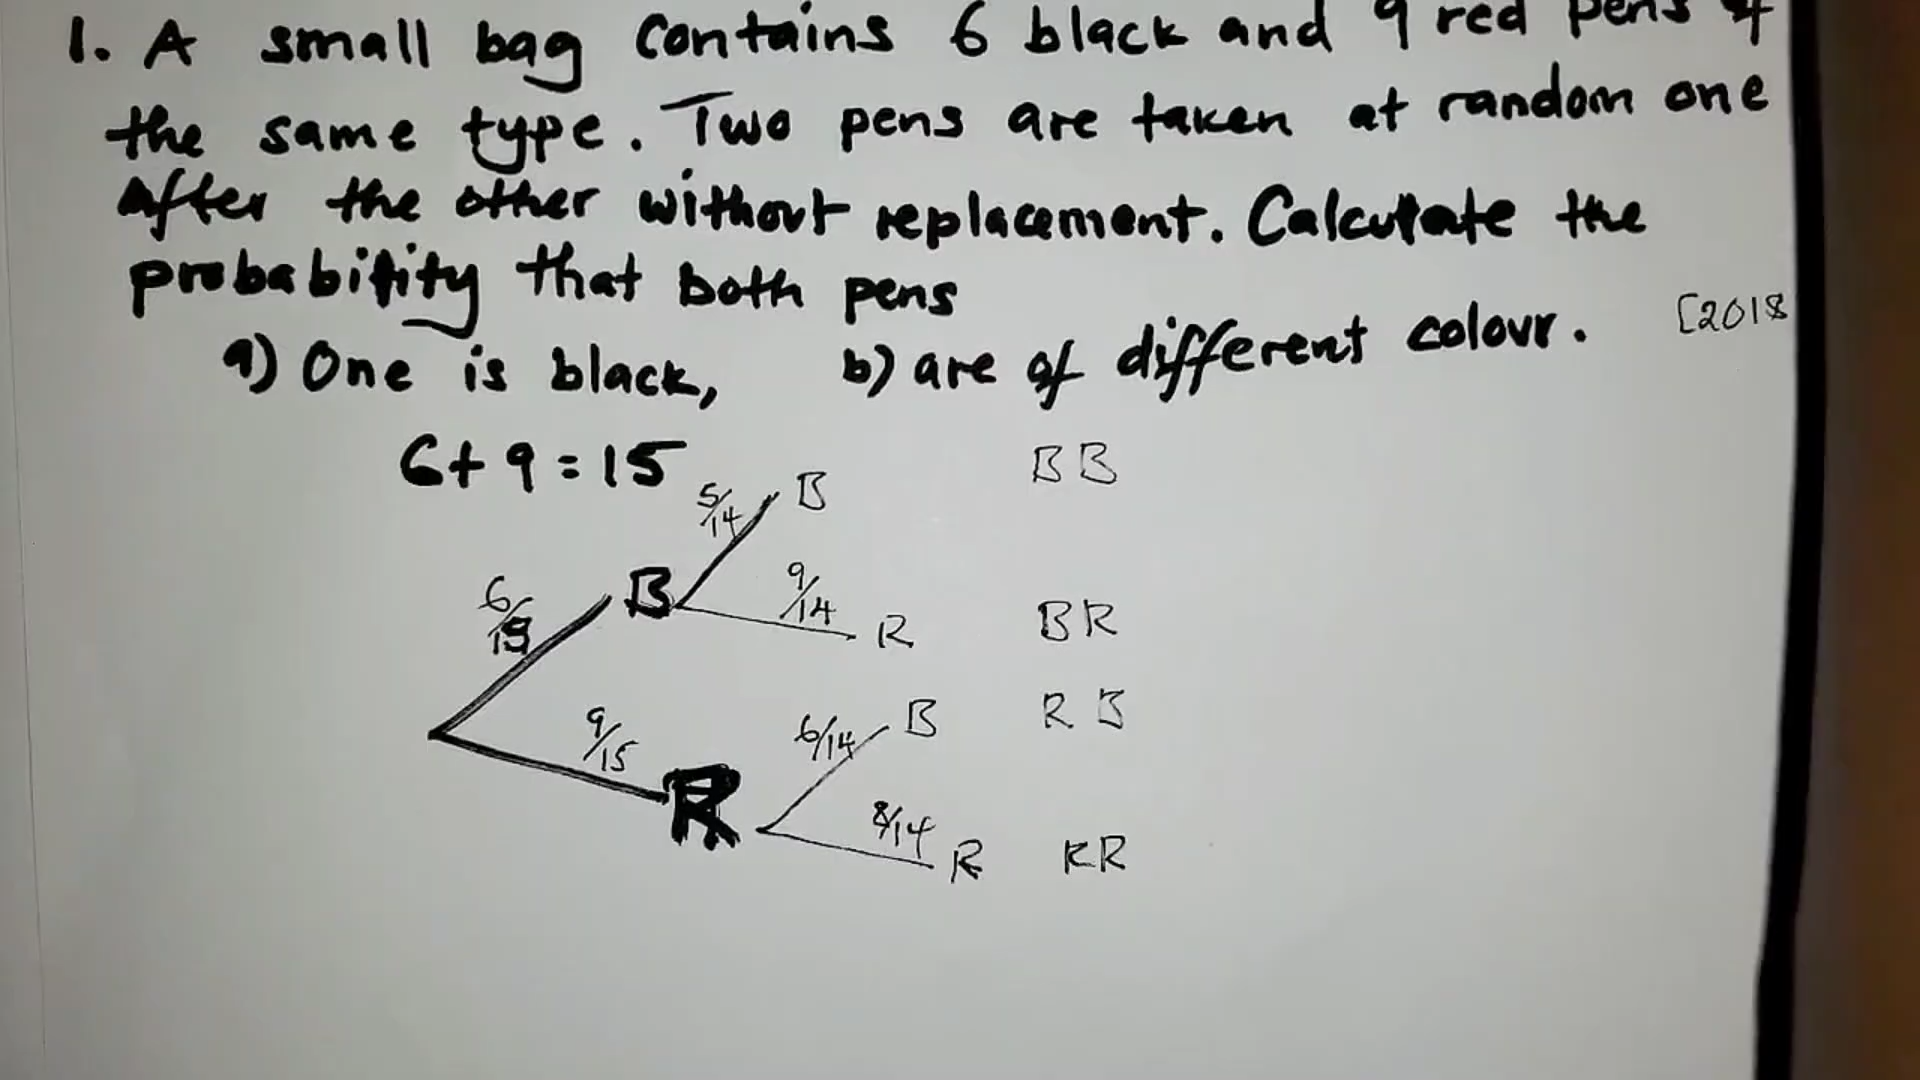 1. A small bag contains 6 black and 9 red pens of
the same type. Two pens are taken at random one
after the other without replacement. Calculate the
probability that both pens
a) One is black, b) are of different colour. [2018
6+9=15
5/14 B BB
6/15 B 9/14 R BR
9/15 R 6/14 B RB
8/14 R RR